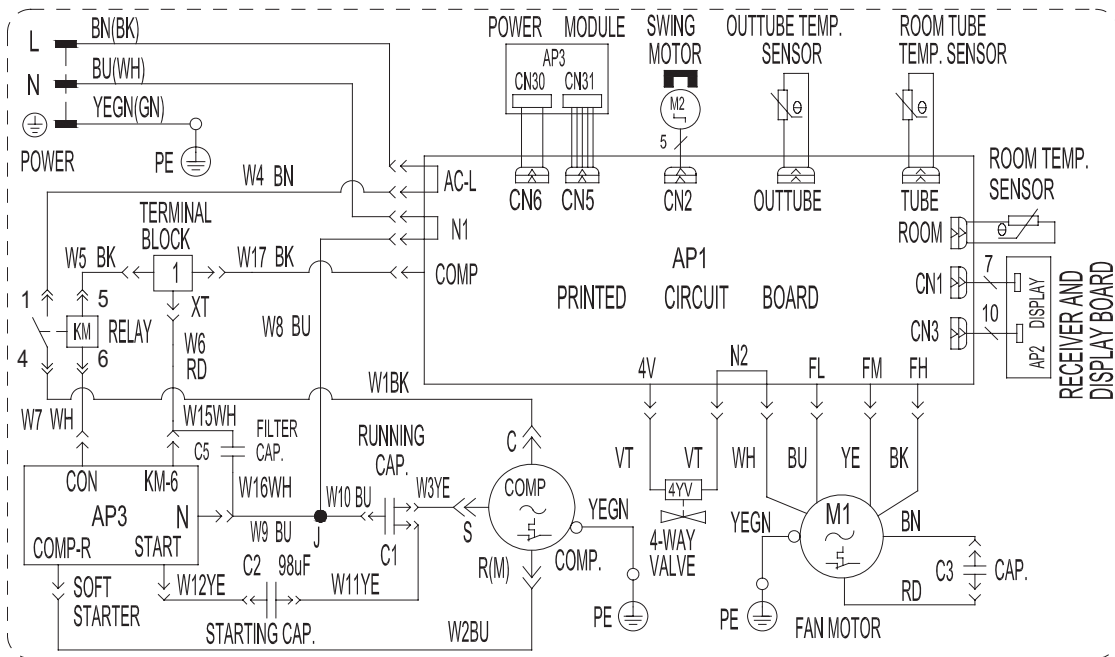 L
BN(BK)
N
BU(WH)
YEGN(GN)
POWER
PE
POWER MODULE
AP3
CN30 CN31
SWING
MOTOR
M2
5
OUTTUBE TEMP.
SENSOR
θ
ROOM TUBE
TEMP. SENSOR
θ
CN6
CN5
CN2
OUTTUBE
TUBE
ROOM TEMP.
SENSOR
θ
ROOM
W4 BN
AC-L
N1
COMP
TERMINAL
BLOCK
1
W5 BK
W17 BK
XT
AP1
PRINTED CIRCUIT BOARD
CN1
7
CN3
10
AP2 DISPLAY
RECEIVER AND
DISPLAY BOARD
1
5
KM
RELAY
4
6
W6
RD
W8 BU
4V
N2
FL
FM
FH
W7 WH
W1BK
W15WH
C5
FILTER
CAP.
RUNNING
CAP.
C
VT
VT
WH
BU
YE
BK
CON
KM-6
AP3
N
COMP-R
START
W16WH
W10 BU
W9 BU
J
C1
W3YE
S
COMP
YEGN
COMP.
R(M)
4YV
4-WAY
VALVE
YEGN
M1
BN
C3
CAP.
RD
SOFT
STARTER
W12YE
C2
98uF
W11YE
STARTING CAP.
W2BU
PE
PE
FAN MOTOR